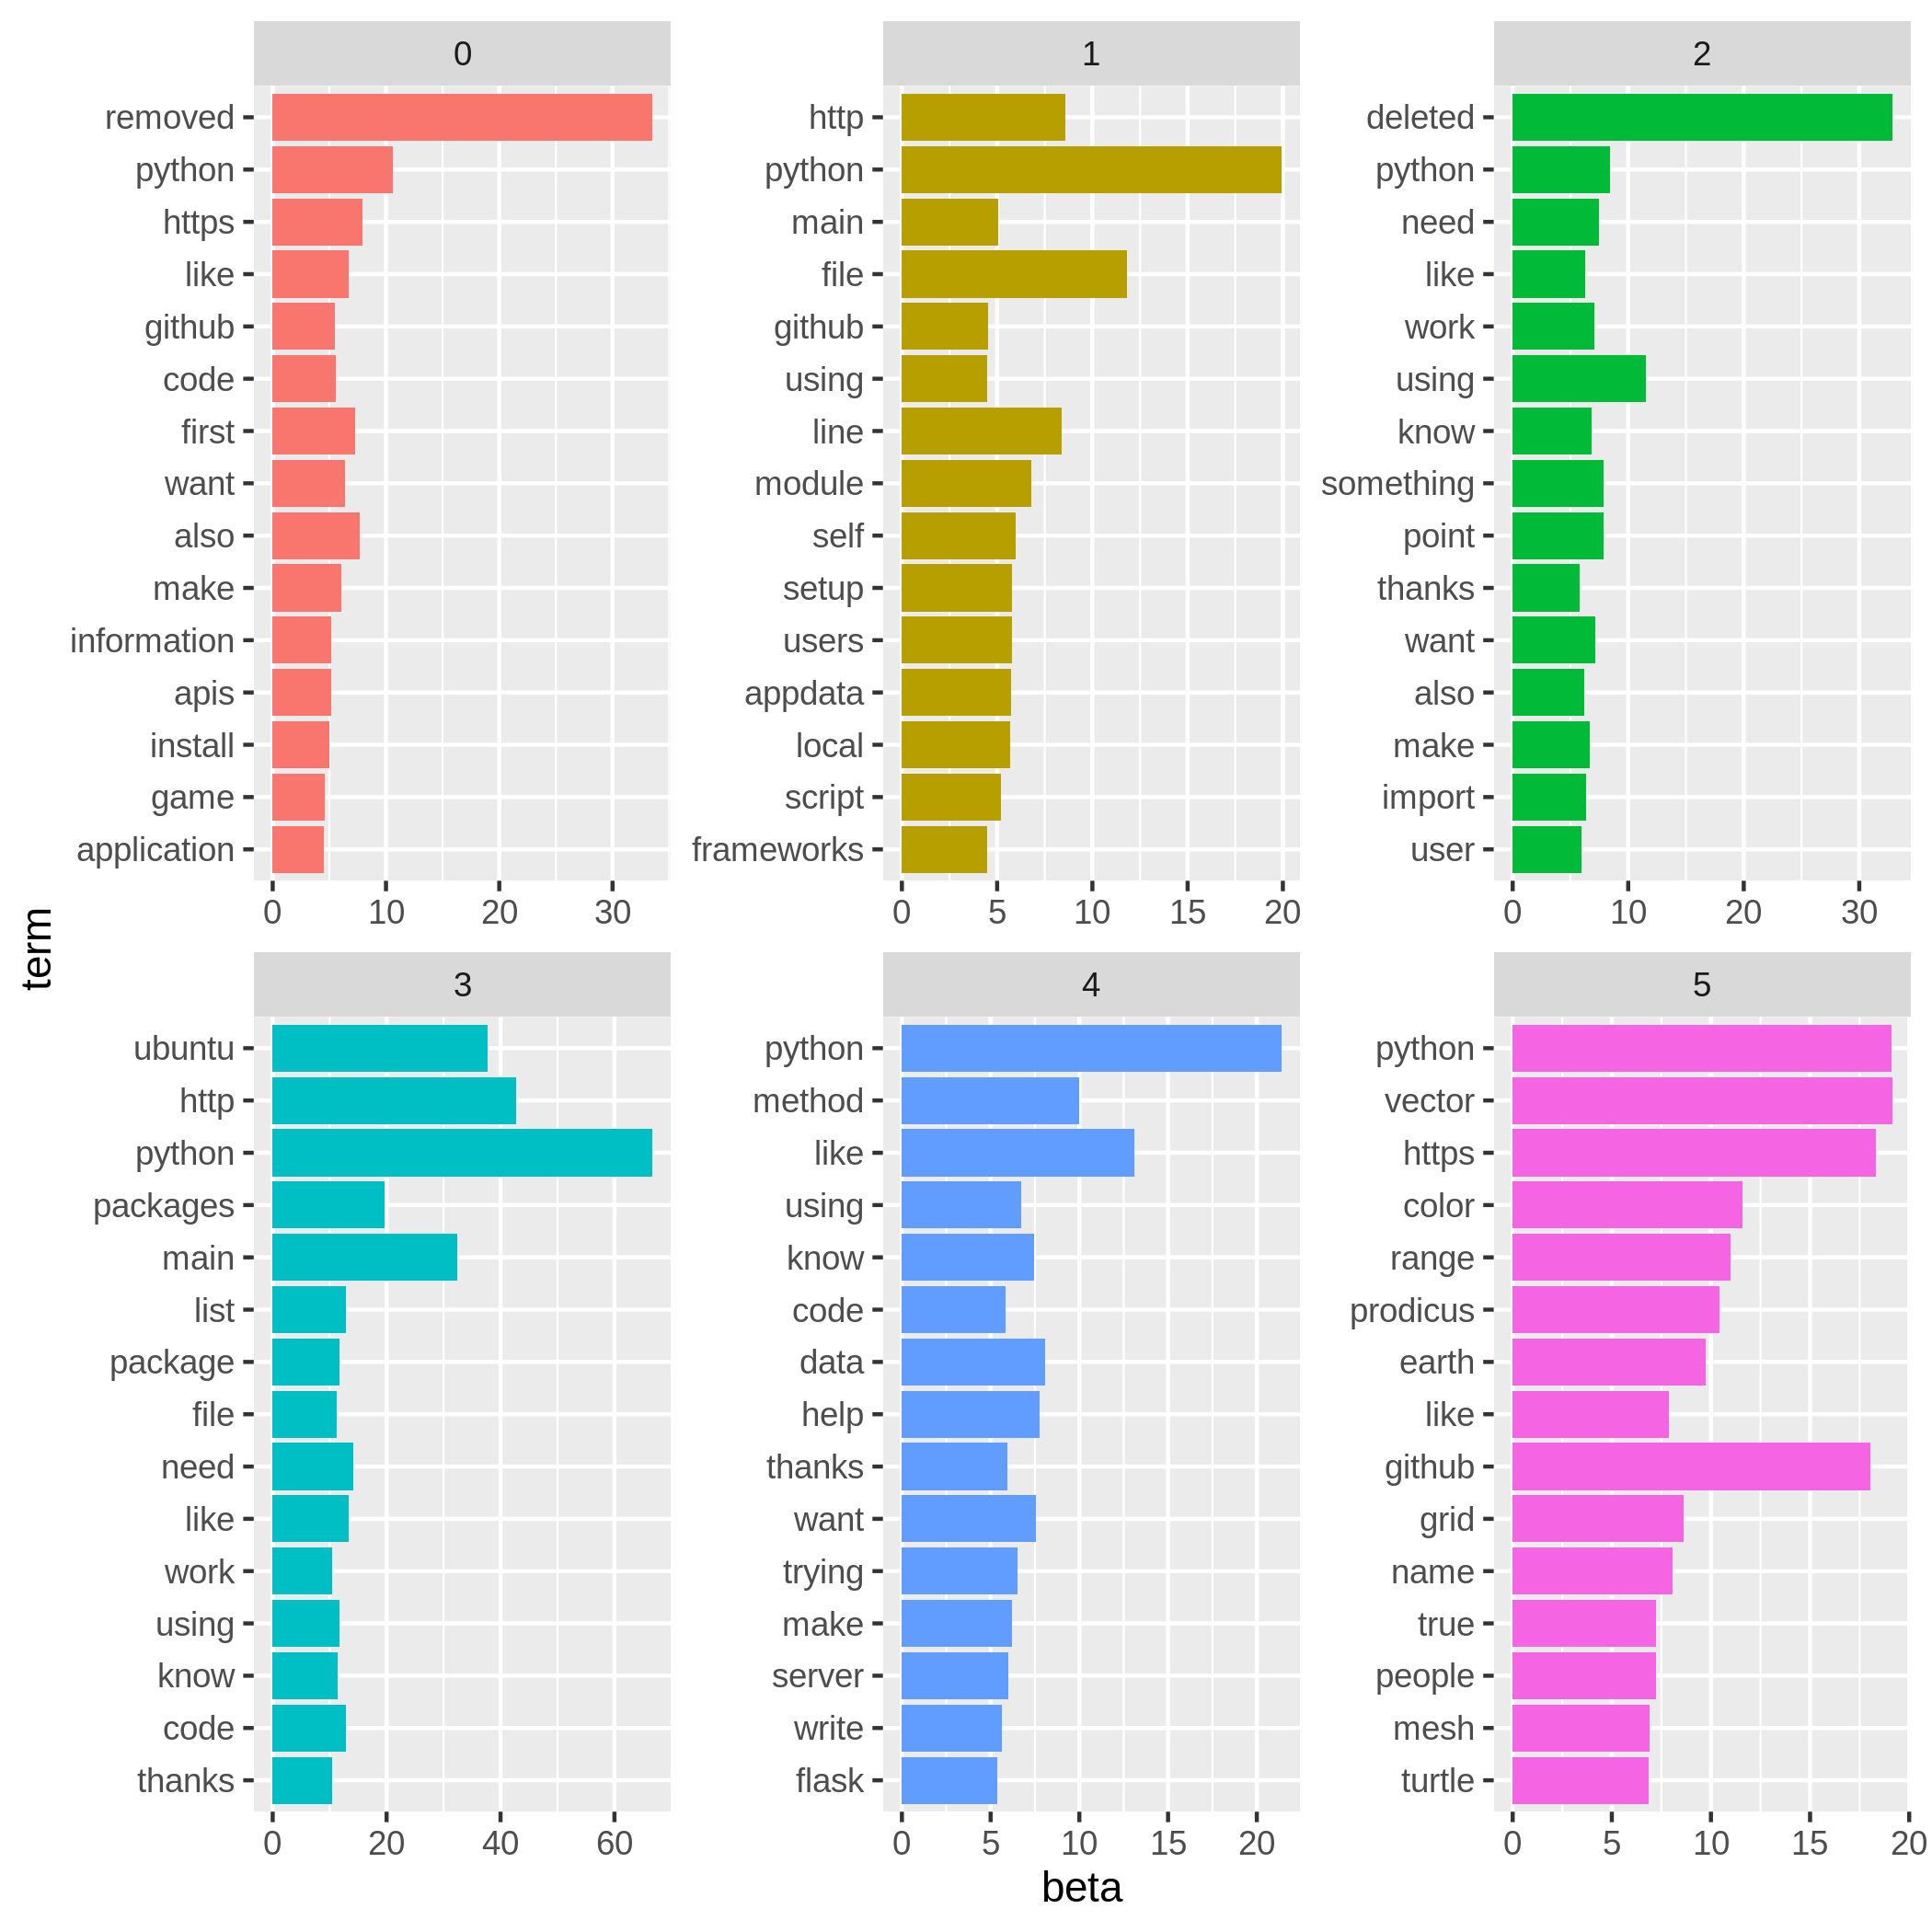 0
removed
python
https
like
github
code
first
want
also
make
information
apis
install
game
application
0 10 20 30
1
http
python
main
file
github
using
line
module
self
setup
users
appdata
local
script
frameworks
0 5 10 15 20
2
deleted
python
need
like
work
using
know
something
point
thanks
want
also
make
import
user
0 10 20 30
term
3
ubuntu
http
python
packages
main
list
package
file
need
like
work
using
know
code
thanks
0 20 40 60
4
python
method
like
using
know
code
data
help
thanks
want
trying
make
server
write
flask
0 5 10 15 20
5
python
vector
https
color
range
prodicus
earth
like
github
grid
name
true
people
mesh
turtle
0 5 10 15 20
beta